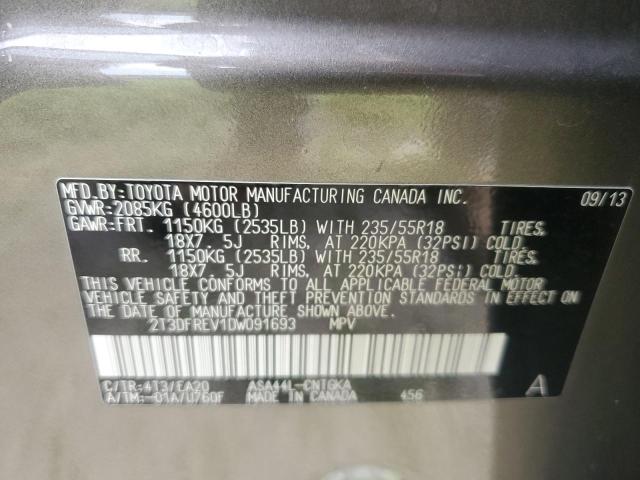 MFD.BY:TOYOTA MOTOR MANUFACTURING CANADA INC. 09/13
GVWR:2085KG (4600LB)
GAWR:FRT. 1150KG (2535LB) WITH 235/55R18 TIRES,
18X7.5J RIMS, AT 220KPA (32PSI) COLD.
RR. 1150KG (2535LB) WITH 235/55R18 TIRES,
18X7.5J RIMS, AT 220KPA (32PSI) COLD.
THIS VEHICLE CONFORMS TO ALL APPLICABLE FEDERAL MOTOR
VEHICLE SAFETY AND THEFT PREVENTION STANDARDS IN EFFECT ON
THE DATE OF MANUFACTURE SHOWN ABOVE.
2T3DFREV1DW091693 MPV
C/TR:4T3/EA20 ASA44L-CNTGKA A
A/TM:-01A/U760F MADE IN CANADA 456